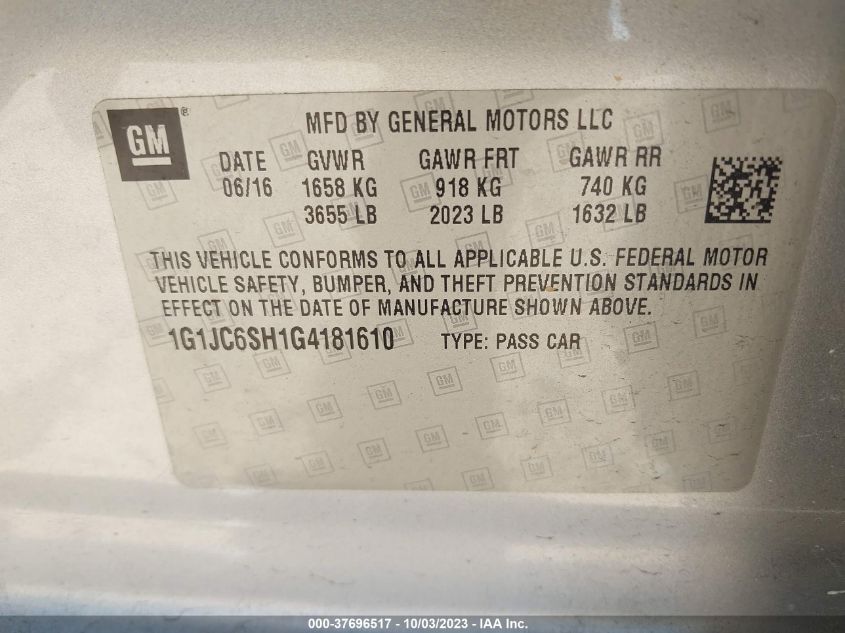 GM ®
MFD BY GENERAL MOTORS LLC
DATE GVWR GAWR FRT GAWR RR
06/16 1658 KG 918 KG 740 KG
3655 LB 2023 LB 1632 LB
THIS VEHICLE CONFORMS TO ALL APPLICABLE U.S. FEDERAL MOTOR
VEHICLE SAFETY, BUMPER, AND THEFT PREVENTION STANDARDS IN
EFFECT ON THE DATE OF MANUFACTURE SHOWN ABOVE.
1G1JC6SH1G4181610 TYPE: PASS CAR
000-37696517 - 10/03/2023 - IAA Inc.